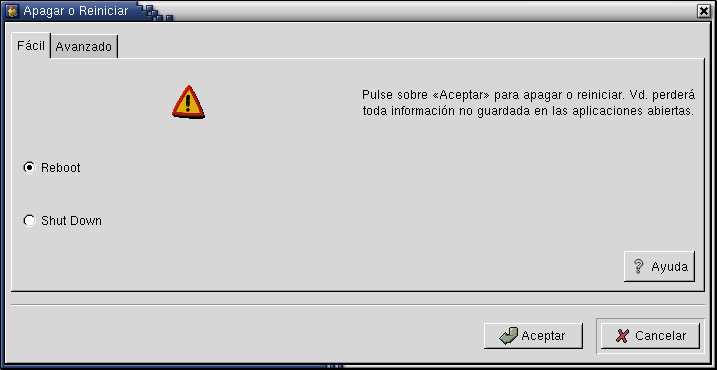 Apagar o Reiniciar
Fácil
Avanzado
Pulse sobre «Aceptar» para apagar o reiniciar. Vd. perderá
toda información no guardada en las aplicaciones abiertas.
Reboot
Shut Down
Ayuda
Aceptar
Cancelar